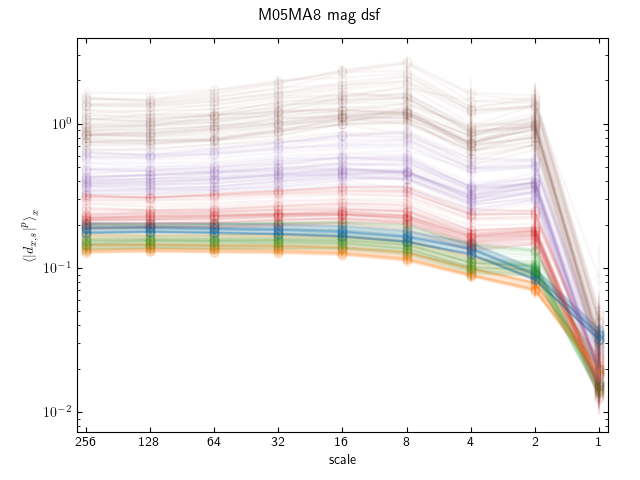 M05MA8 mag dsf
⟨|d_{x,s}|^p⟩_x
10^0
10^{-1}
10^{-2}
256 128 64 32 16 8 4 2 1
scale